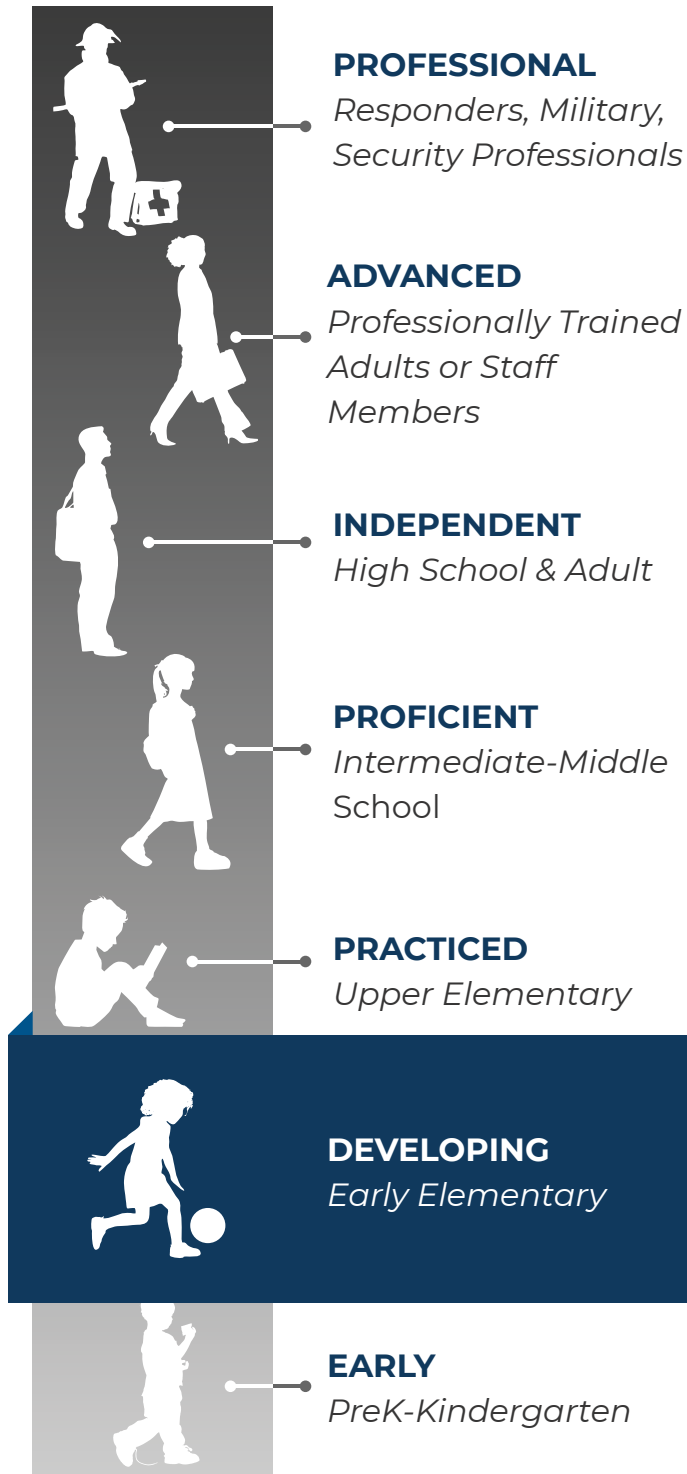 PROFESSIONAL
Responders, Military,
Security Professionals
ADVANCED
Professionally Trained
Adults or Staff
Members
INDEPENDENT
High School & Adult
PROFICIENT
Intermediate-Middle
School
PRACTICED
Upper Elementary
DEVELOPING
Early Elementary
EARLY
PreK-Kindergarten